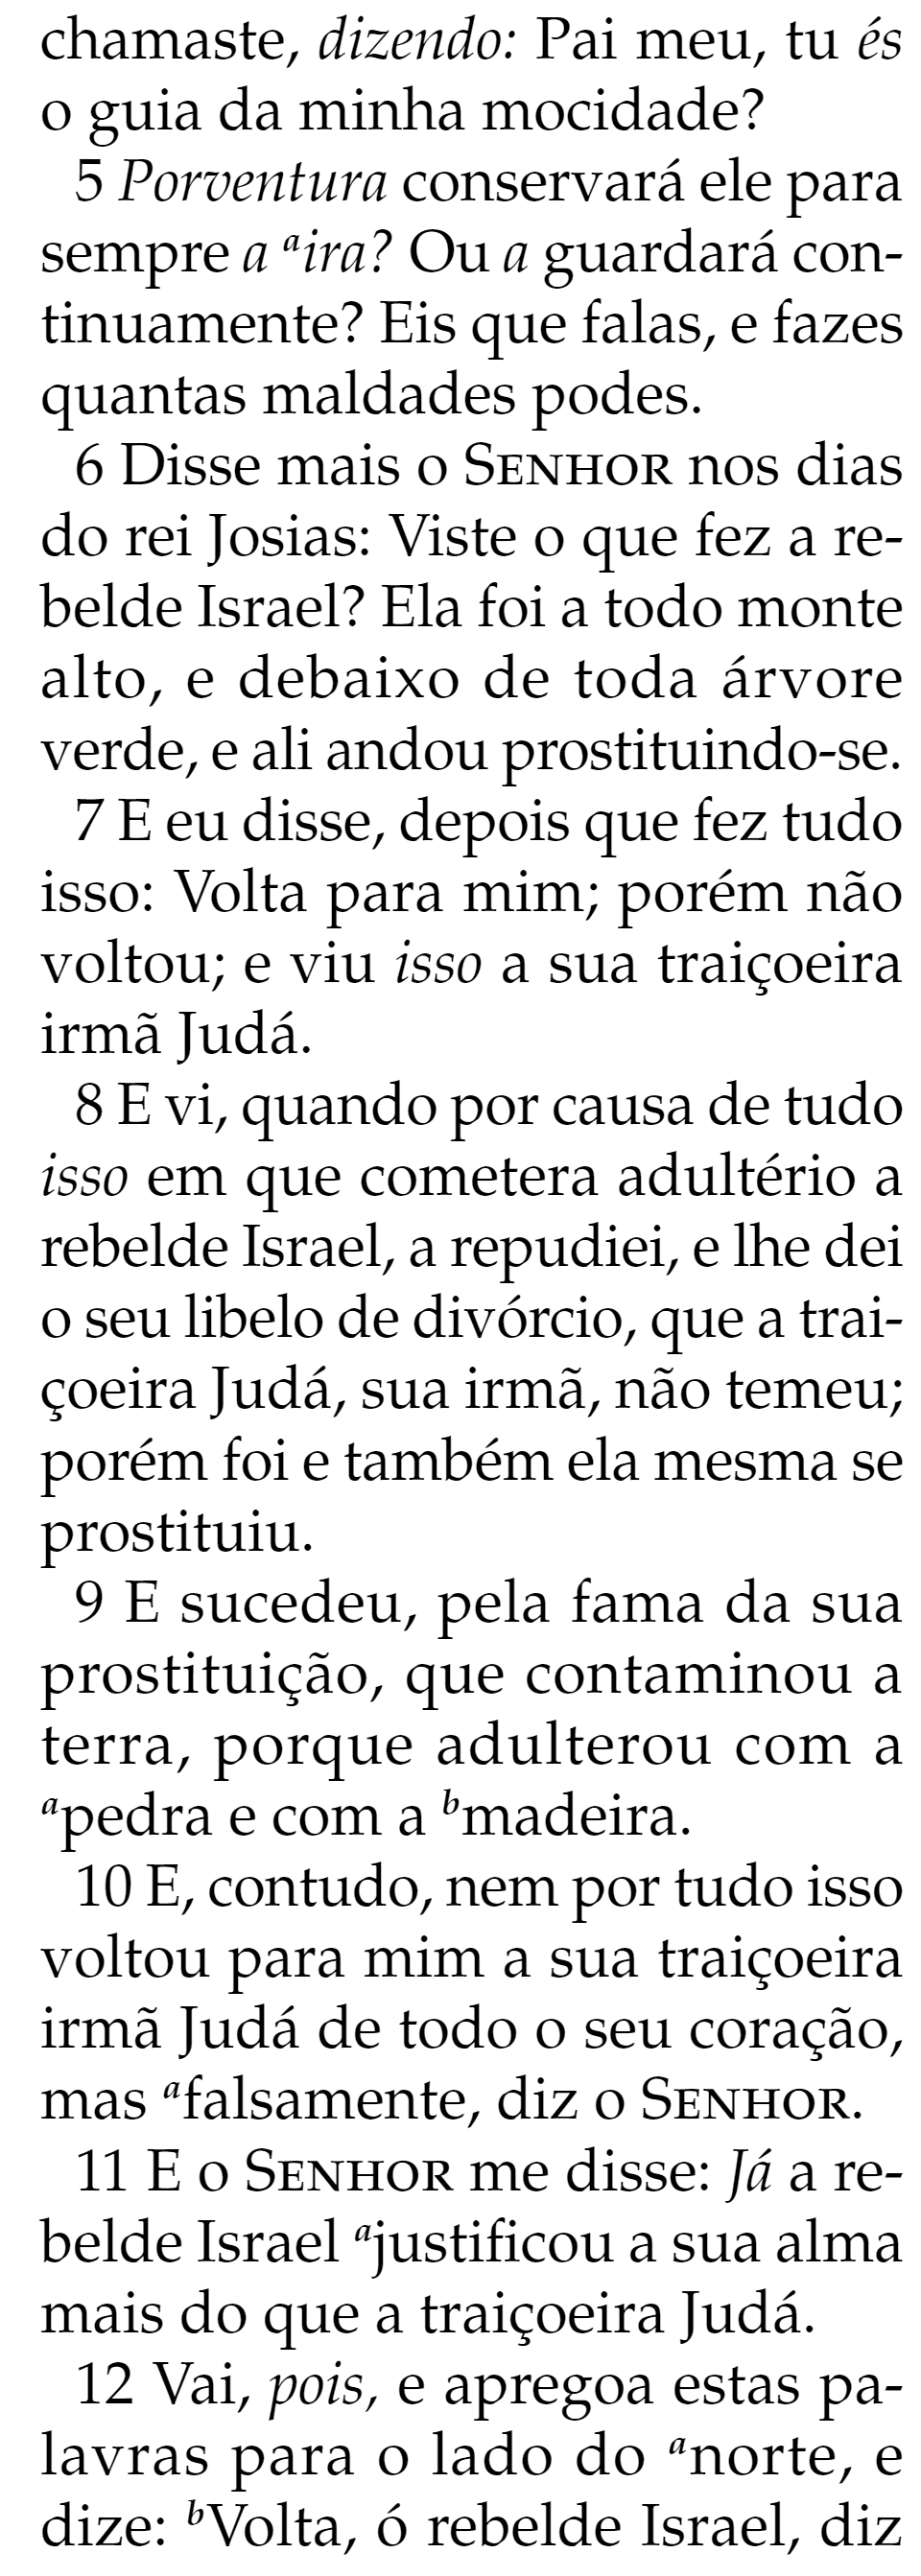 chamaste, dizendo: Pai meu, tu és
o guia da minha mocidade?
5 Porventura conservará ele para
sempre a ᵃira? Ou a guardará con-
tinuamente? Eis que falas, e fazes
quantas maldades podes.
6 Disse mais o SENHOR nos dias
do rei Josias: Viste o que fez a re-
belde Israel? Ela foi a todo monte
alto, e debaixo de toda árvore
verde, e ali andou prostituindo-se.
7 E eu disse, depois que fez tudo
isso: Volta para mim; porém não
voltou; e viu isso a sua traiçoeira
irmã Judá.
8 E vi, quando por causa de tudo
isso em que cometera adultério a
rebelde Israel, a repudiei, e lhe dei
o seu libelo de divórcio, que a trai-
çoeira Judá, sua irmã, não temeu;
porém foi e também ela mesma se
prostituiu.
9 E sucedeu, pela fama da sua
prostituição, que contaminou a
terra, porque adulterou com a
ᵃpedra e com a ᵇmadeira.
10 E, contudo, nem por tudo isso
voltou para mim a sua traiçoeira
irmã Judá de todo o seu coração,
mas ᵃfalsamente, diz o SENHOR.
11 E o SENHOR me disse: Já a re-
belde Israel ᵃjustificou a sua alma
mais do que a traiçoeira Judá.
12 Vai, pois, e apregoa estas pa-
lavras para o lado do ᵃnorte, e
dize: ᵇVolta, ó rebelde Israel, diz